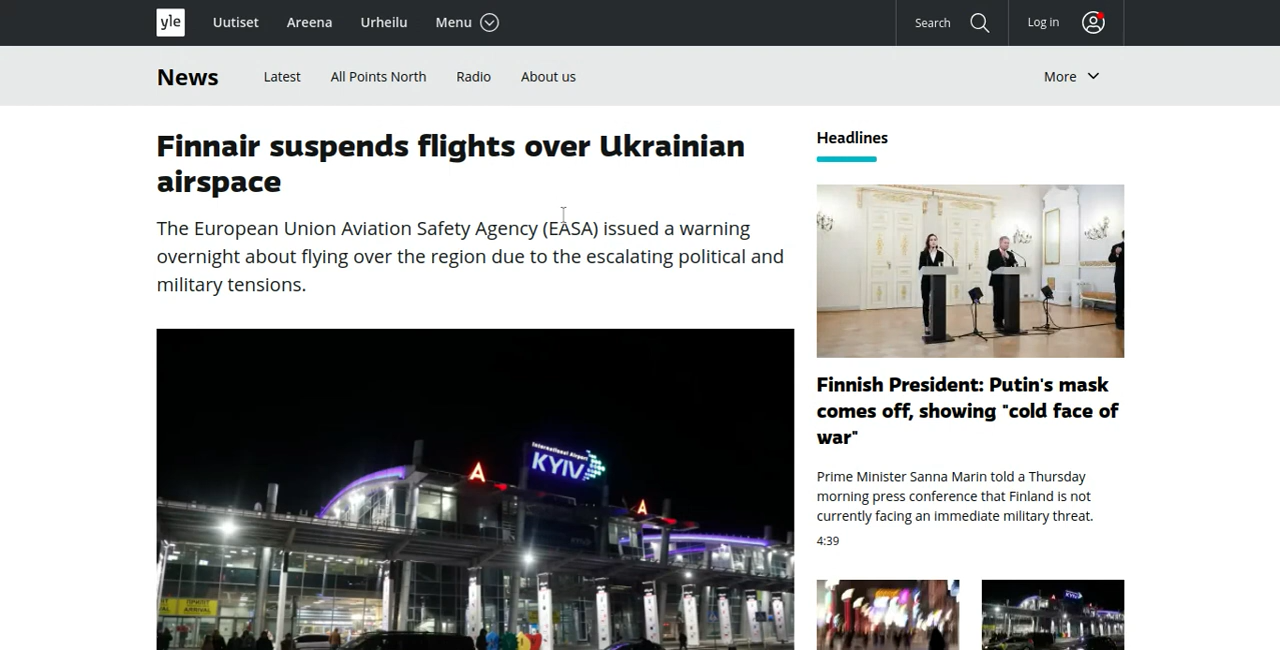 yle Uutiset Areena Urheilu Menu Search Log in
News Latest All Points North Radio About us More
Finnair suspends flights over Ukrainian
airspace
The European Union Aviation Safety Agency (EASA) issued a warning
overnight about flying over the region due to the escalating political and
military tensions.
International Airport
KYIV
A
A
ARRIVAL
Headlines
Finnish President: Putin's mask
comes off, showing "cold face of
war"
Prime Minister Sanna Marin told a Thursday
morning press conference that Finland is not
currently facing an immediate military threat.
4:39
KYIV